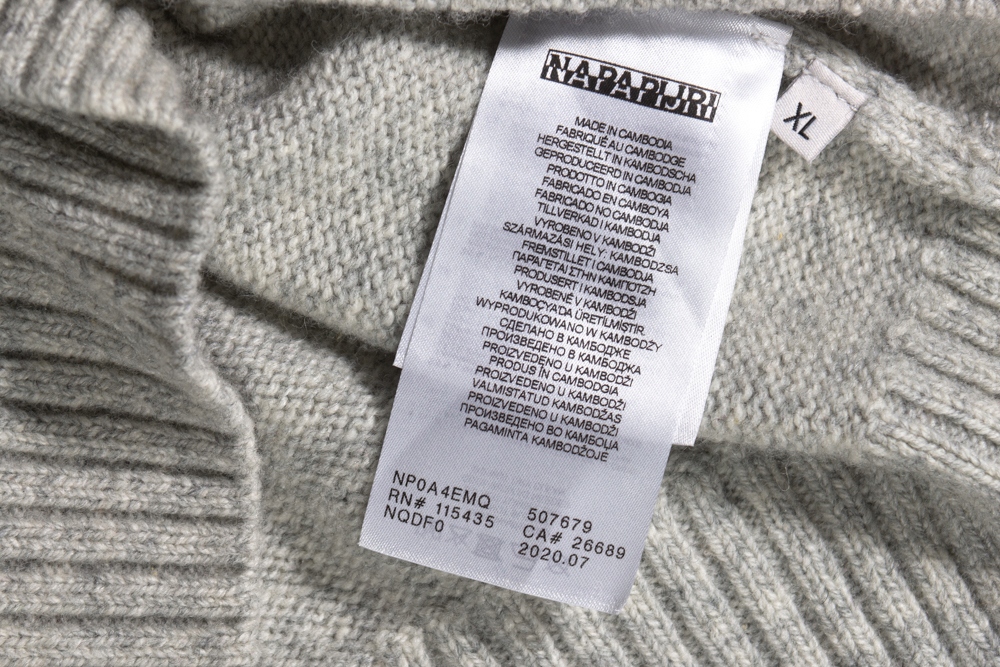 NAPAPIJRI
XL
MADE IN CAMBODIA
FABRIQUÉ AU CAMBODGE
HERGESTELLT IN KAMBODSCHA
GEPRODUCEERD IN CAMBODJA
PRODOTTO IN CAMBOGIA
FABRICADO EN CAMBOYA
FABRICADO NO CAMBODJA
TILLVERKAD I KAMBODJA
VYROBENO V KAMBODŽI
SZÁRMAZÁSI HELY: KAMBODZSA
FREMSTILLET I CAMBODJA
ΠΑΡΑΓΕΤΑΙ ΣΤΗΝ ΚΑΜΠΟΤΖΗ
PRODUSERT I KAMBODSJA
VYROBENÉ V KAMBODŽI
KAMBOÇYA'DA ÜRETİLMİŞTİR.
WYPRODUKOWANO W KAMBODŻY
СДЕЛАНО В КАМБОДЖЕ
ПРОИЗВЕДЕНО В КАМБОДЖА
PROIZVEDENO U KAMBODŽI
PRODUS ÎN CAMBODGIA
PROIZVEDENO U KAMBODŽI
VALMISTATUD KAMBODŽAS
PROIZVEDENO U KAMBODŽI
ПРОИЗВЕДЕНО ВО КАМБОЏА
PAGAMINTA KAMBODŽOJE
NP0A4EMQ 507679
RN# 115435 CA# 26689
NQDF0 2020.07